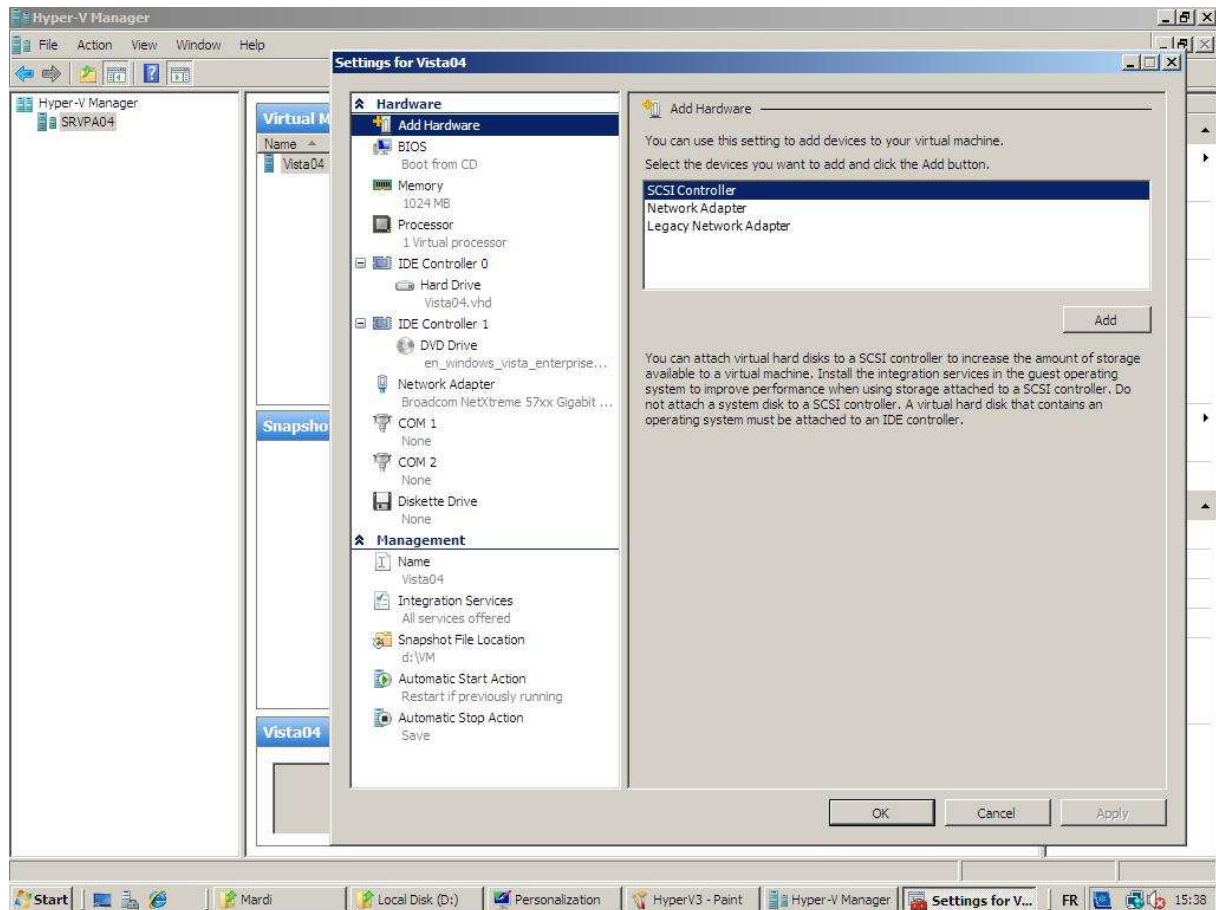 Hyper-V Manager
File Action View Window Help
Hyper-V Manager
SRVPA04
Virtual M
Name
Vista04
Snapsho
Vista04
Settings for Vista04
Hardware
Add Hardware
BIOS
Boot from CD
Memory
1024 MB
Processor
1 Virtual processor
IDE Controller 0
Hard Drive
Vista04.vhd
IDE Controller 1
DVD Drive
en_windows_vista_enterprise...
Network Adapter
Broadcom NetXtreme 57xx Gigabit ...
COM 1
None
COM 2
None
Diskette Drive
None
Management
Name
Vista04
Integration Services
All services offered
Snapshot File Location
d:\VM
Automatic Start Action
Restart if previously running
Automatic Stop Action
Save
Add Hardware
You can use this setting to add devices to your virtual machine.
Select the devices you want to add and click the Add button.
SCSI Controller
Network Adapter
Legacy Network Adapter
Add
You can attach virtual hard disks to a SCSI controller to increase the amount of storage
available to a virtual machine. Install the integration services in the guest operating
system to improve performance when using storage attached to a SCSI controller. Do
not attach a system disk to a SCSI controller. A virtual hard disk that contains an
operating system must be attached to an IDE controller.
OK Cancel Apply
Start Mardi Local Disk (D:) Personalization HyperV3 - Paint Hyper-V Manager Settings for V... FR 15:38